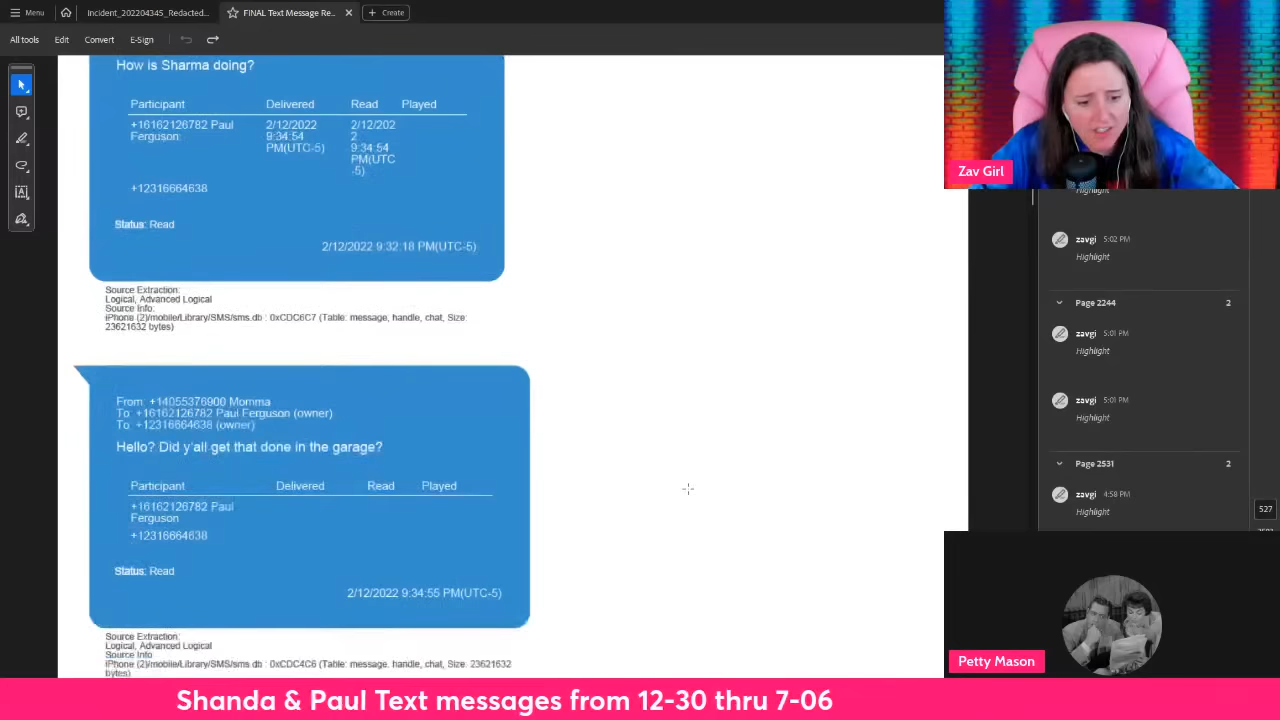 Menu
Incident_202204345_Redacted...
FINAL Text Message Re...
Create
All tools
Edit
Convert
E-Sign
How is Sharma doing?
Participant Delivered Read Played
+16162126782 Paul 2/12/2022 2/12/202
Ferguson: 9:34:54 2
PM(UTC-5) 9:34:54
PM(UTC
-5)
+12316664638
Status: Read
2/12/2022 9:32:18 PM(UTC-5)
Source Extraction:
Logical, Advanced Logical
Source Info:
iPhone (2)/mobile/Library/SMS/sms.db : 0xCDC6C7 (Table: message, handle, chat, Size:
23621632 bytes)
From: +14055376900 Momma
To: +16162126782 Paul Ferguson (owner)
To: +12316664638 (owner)
Hello? Did y'all get that done in the garage?
Participant Delivered Read Played
+16162126782 Paul
Ferguson
+12316664638
Status: Read
2/12/2022 9:34:55 PM(UTC-5)
Source Extraction:
Logical, Advanced Logical
Source Info
iPhone (2)/mobile/Library/SMS/sms.db : 0xCDC4C6 (Table: message, handle, chat, Size: 23621632
bytes)
Zav Girl
Highlight
zavgi 5:02 PM
Highlight
Page 2244 2
zavgi 5:01 PM
Highlight
zavgi 5:01 PM
Highlight
Page 2531 2
zavgi 4:58 PM
Highlight
527
Petty Mason
Shanda & Paul Text messages from 12-30 thru 7-06